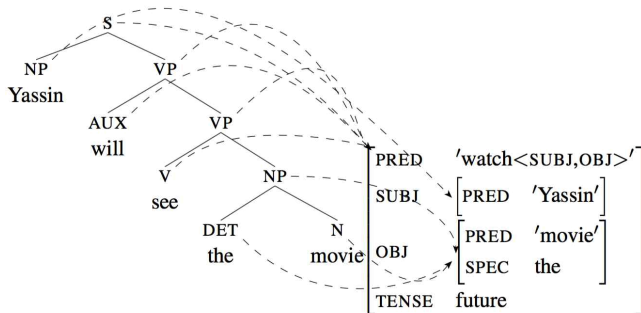 S
NP VP
Yassin
AUX VP
will
V NP
see
DET N
the movie
PRED 'watch<SUBJ,OBJ>'
SUBJ [PRED 'Yassin']
OBJ [PRED 'movie'
SPEC the]
TENSE future